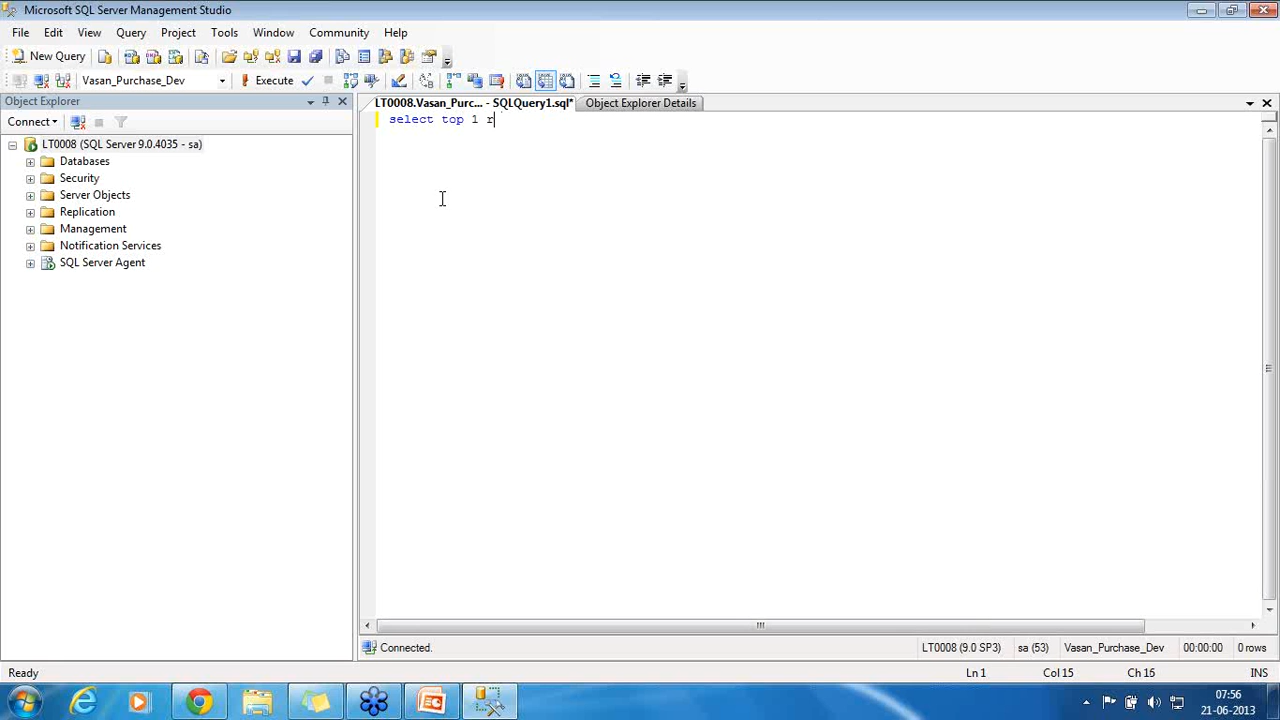 Microsoft SQL Server Management Studio
File Edit View Query Project Tools Window Community Help
New Query
Vasan_Purchase_Dev Execute
Object Explorer
LT0008.Vasan_Purc... - SQLQuery1.sql* Object Explorer Details
Connect
select top 1 r
LT0008 (SQL Server 9.0.4035 - sa)
Databases
Security
Server Objects
Replication
Management
Notification Services
SQL Server Agent
Connected. LT0008 (9.0 SP3) sa (53) Vasan_Purchase_Dev 00:00:00 0 rows
Ready Ln 1 Col 15 Ch 15 INS
07:56
21-06-2013